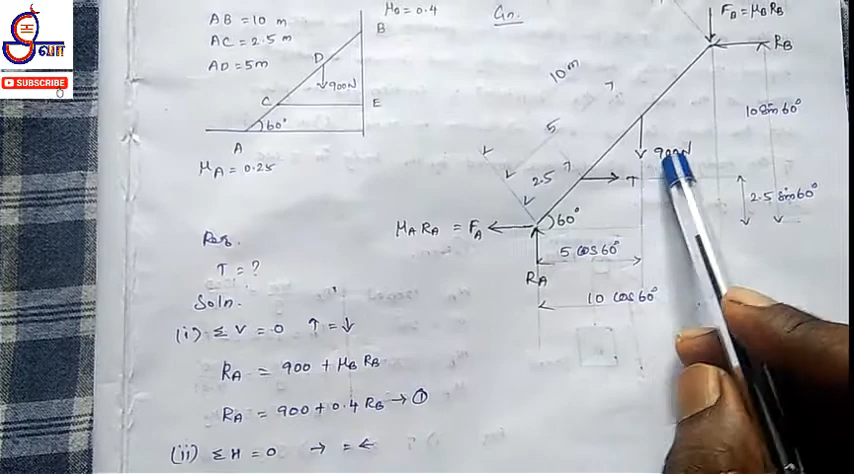 இவா
SUBSCRIBE
AB = 10 m
AC = 2.5 m
AD = 5m
μB = 0.4
Gn.
B
D
900N
C
E
60°
A
μA = 0.25
FB = μB RB
RB
10 m
5
2.5
10 sin 60°
900N
T
2.5 sin 60°
μA RA = FA
60°
5 cos 60°
RA
10 cos 60°
T = ?
Soln.
(i) Σ V = 0 ↑ = ↓
RA = 900 + μB RB
RA = 900 + 0.4 RB → ①
(ii) Σ H = 0 → = ←